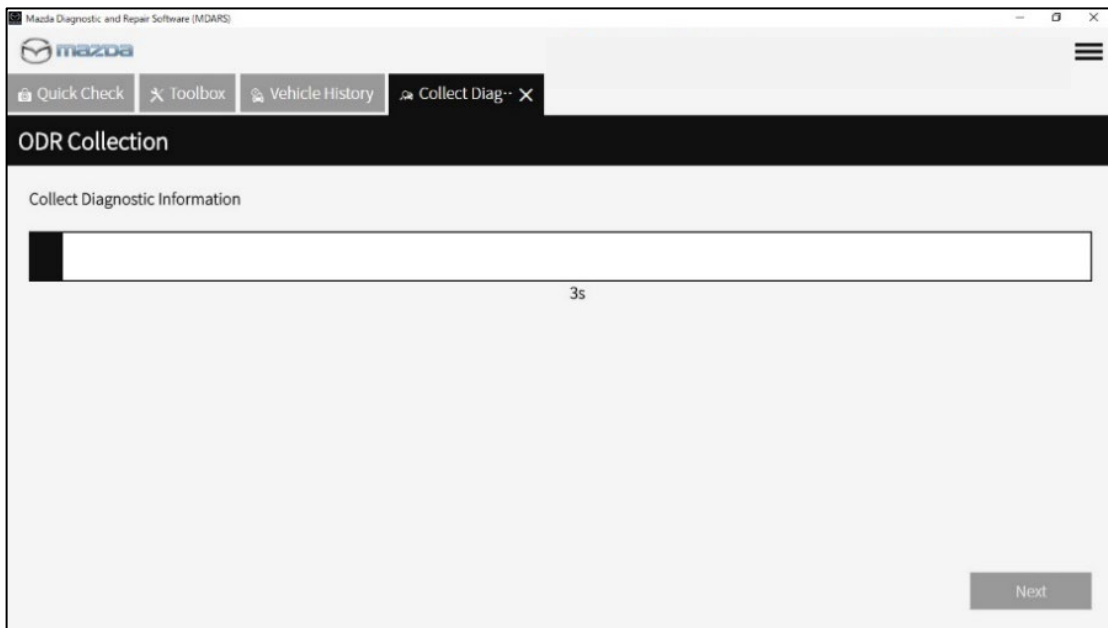 Mazda Diagnostic and Repair Software (MDARS)
mazda
Quick Check Toolbox Vehicle History Collect Diag··
ODR Collection
Collect Diagnostic Information
3s
Next